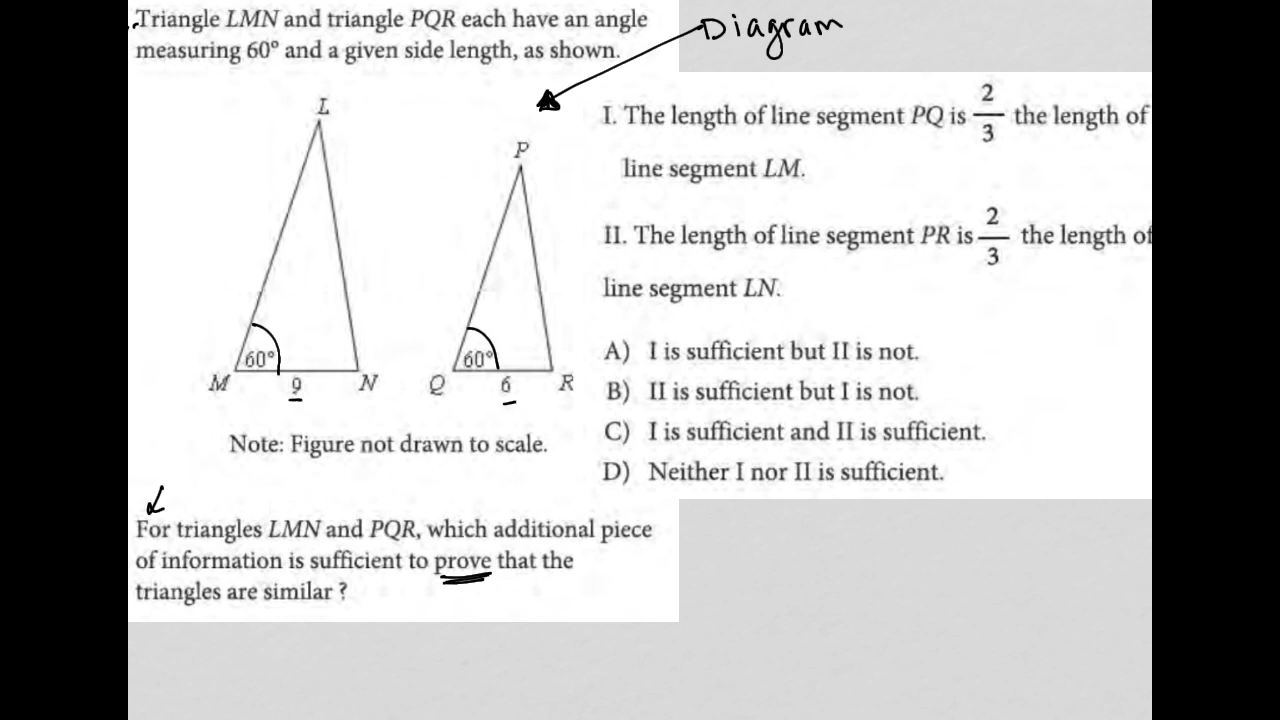 Triangle LMN and triangle PQR each have an angle
measuring 60° and a given side length, as shown.
Diagram
L
P
60°
60°
M
9
N
Q
6
R
Note: Figure not drawn to scale.
For triangles LMN and PQR, which additional piece
of information is sufficient to prove that the
triangles are similar ?
I. The length of line segment PQ is 2/3 the length of
line segment LM.
II. The length of line segment PR is 2/3 the length of
line segment LN.
A) I is sufficient but II is not.
B) II is sufficient but I is not.
C) I is sufficient and II is sufficient.
D) Neither I nor II is sufficient.